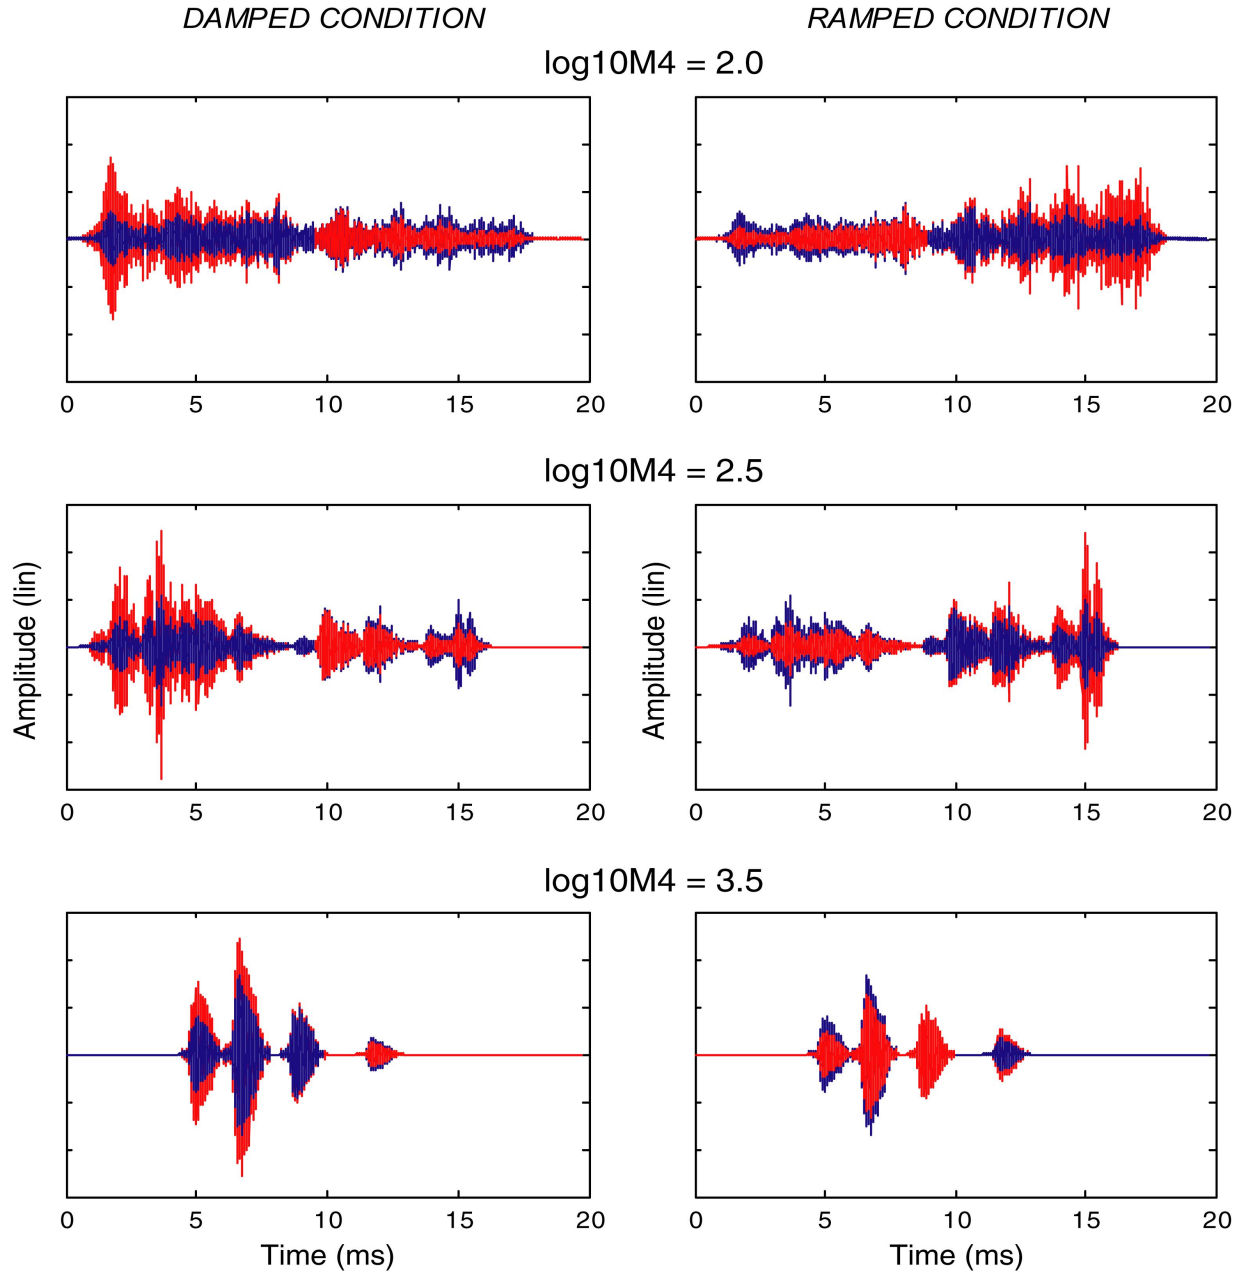 DAMPED CONDITION RAMPED CONDITION
log10M4 = 2.0
0 5 10 15 20 0 5 10 15 20
log10M4 = 2.5
Amplitude (lin) Amplitude (lin)
0 5 10 15 20 0 5 10 15 20
log10M4 = 3.5
0 5 10 15 20 0 5 10 15 20
Time (ms) Time (ms)